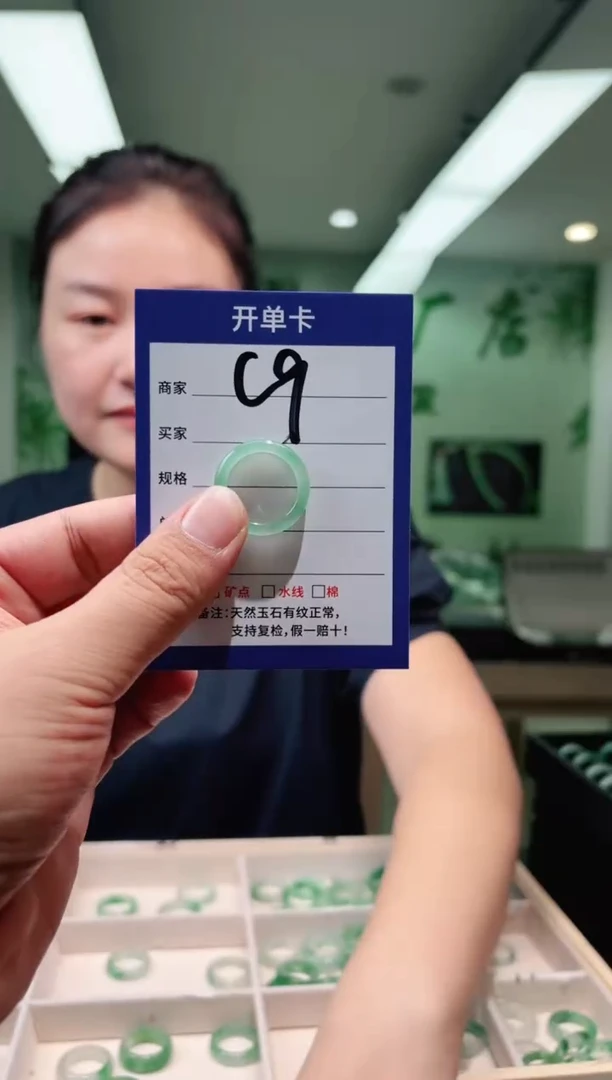 开单卡
C9
商家
买家
规格
矿点 □水线 □棉
备注：天然玉石有纹正常，
支持复检，假一赔十！